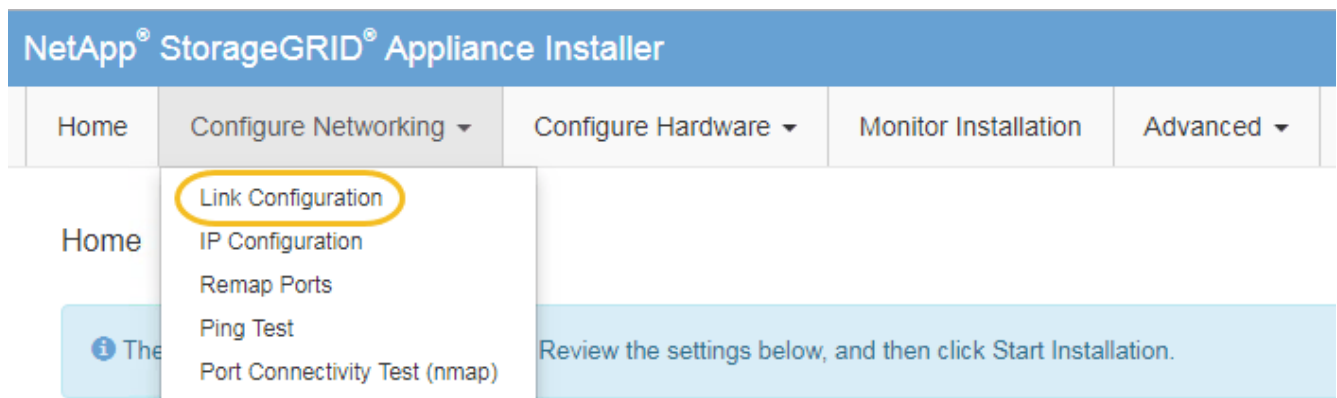 NetApp® StorageGRID® Appliance Installer
Home Configure Networking Configure Hardware Monitor Installation Advanced
Link Configuration
Home IP Configuration
Remap Ports
Ping Test
The Review the settings below, and then click Start Installation.
Port Connectivity Test (nmap)